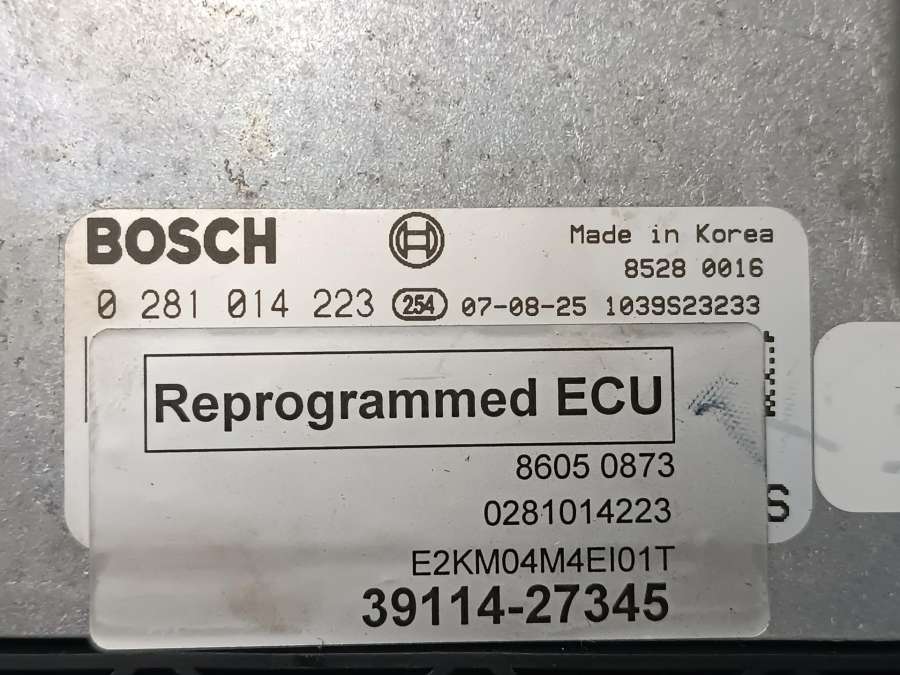 BOSCH
Made in Korea
8528 0016
0 281 014 223 254 07-08-25 1039S23233
Reprogrammed ECU
8605 0873
0281014223
S
E2KM04M4EI01T
39114-27345